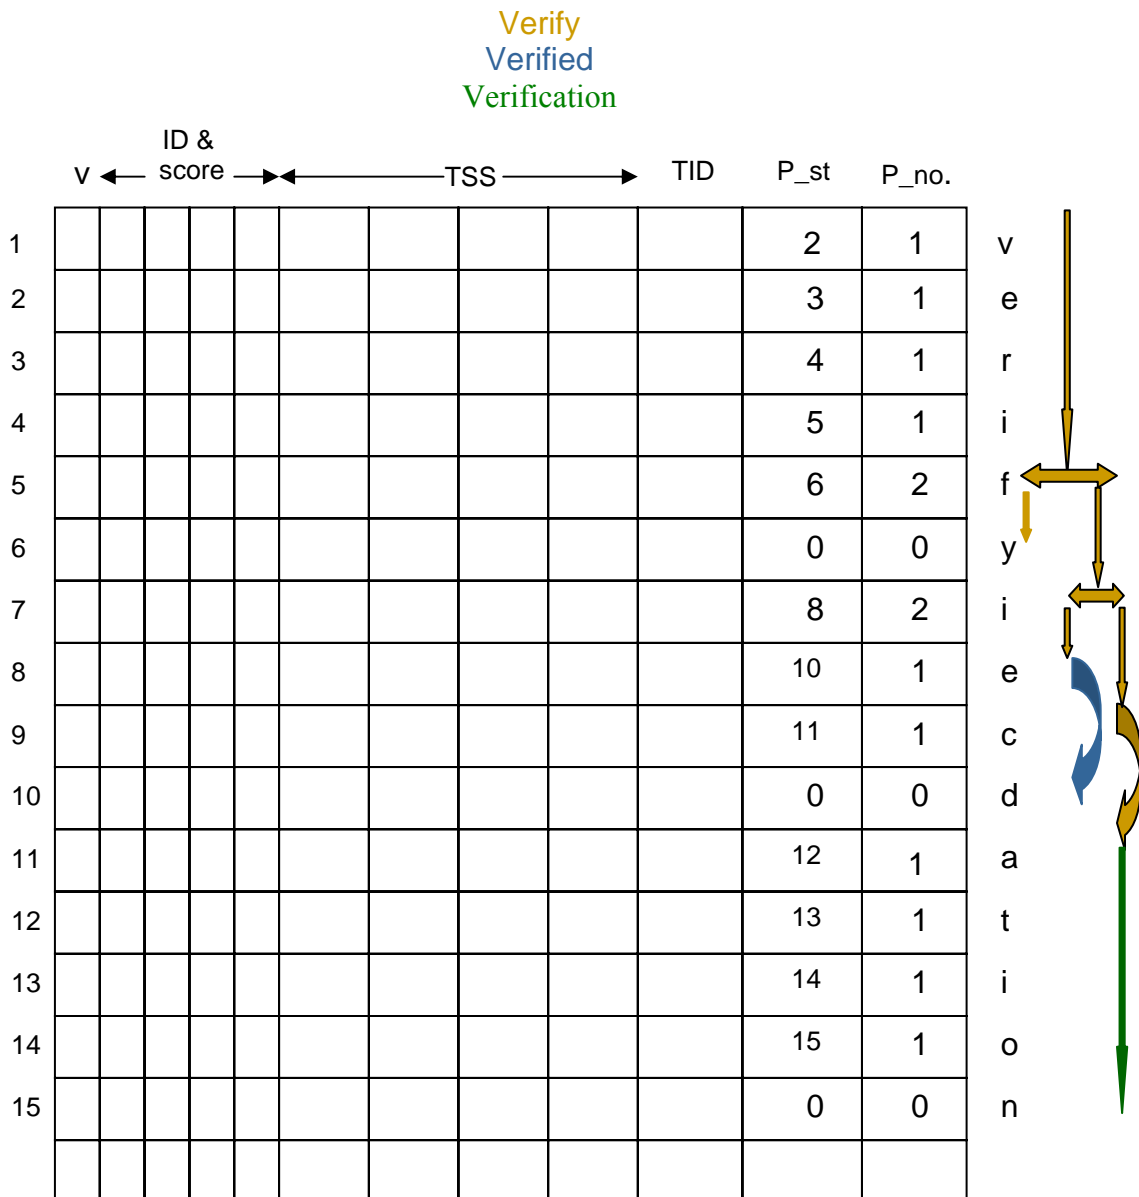 Verify
Verified
Verification
v ID & score TSS TID P_st P_no.
1 2 1 v
2 3 1 e
3 4 1 r
4 5 1 i
5 6 2 f
6 0 0 y
7 8 2 i
8 10 1 e
9 11 1 c
10 0 0 d
11 12 1 a
12 13 1 t
13 14 1 i
14 15 1 o
15 0 0 n